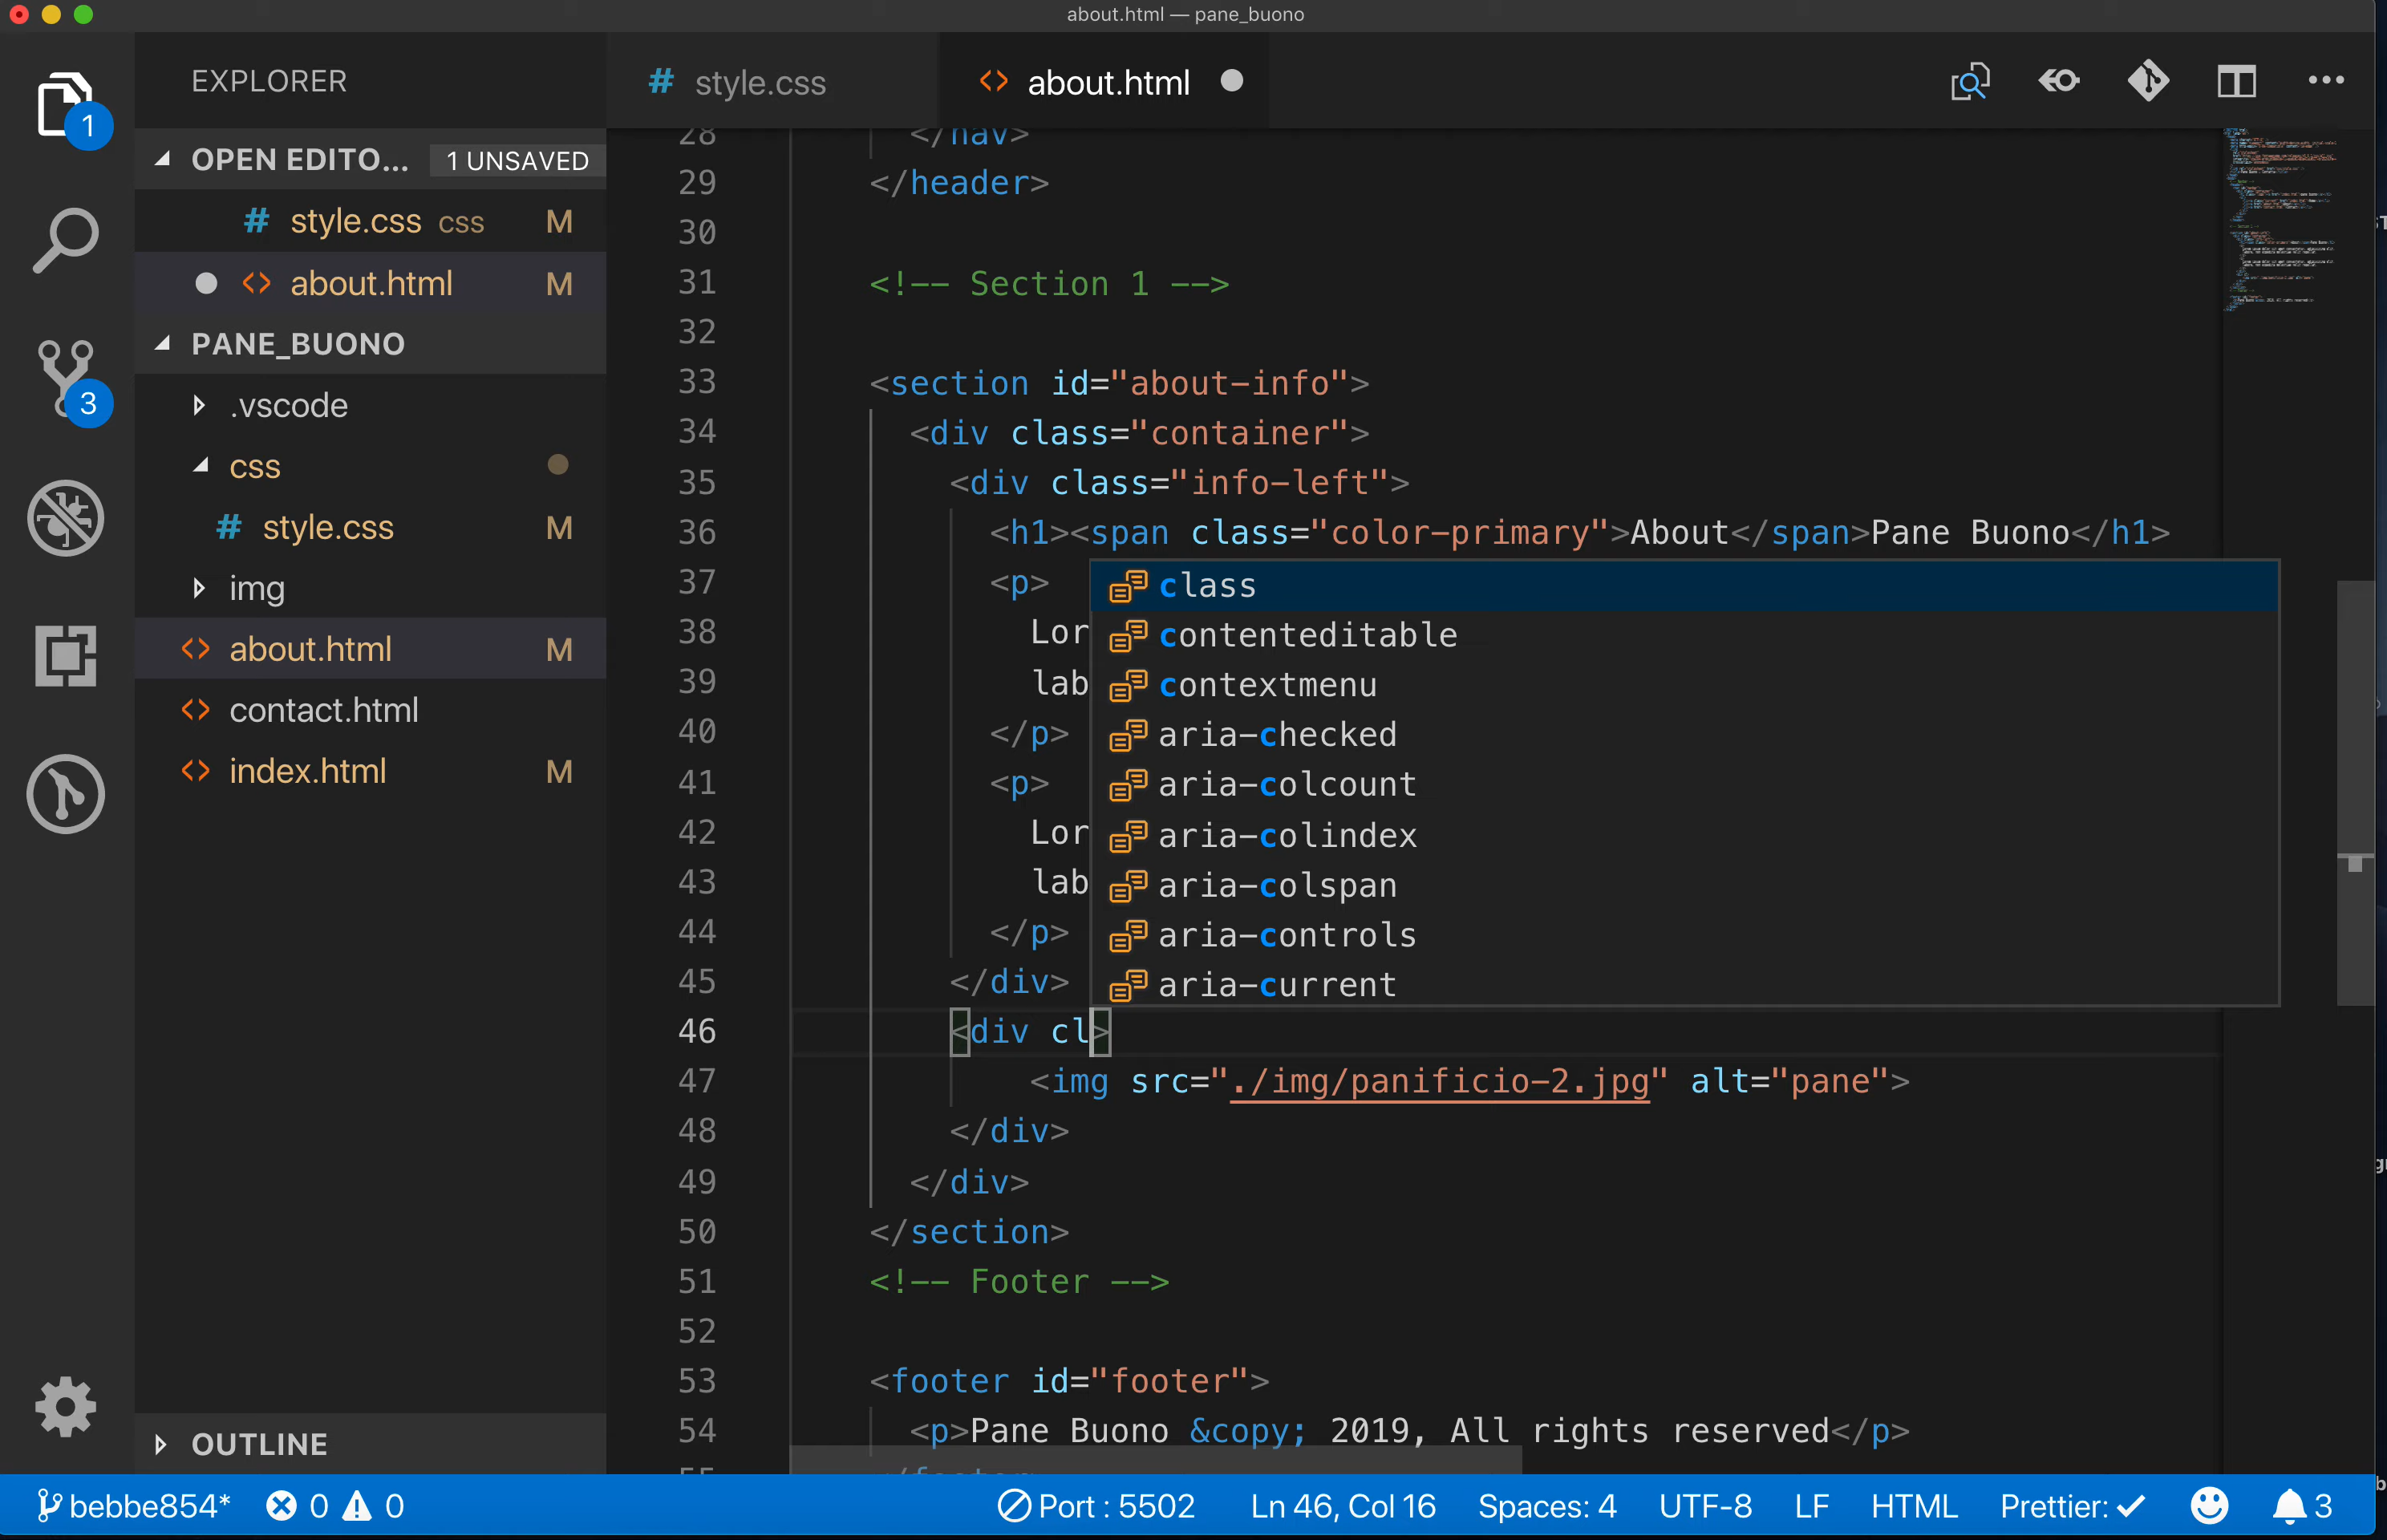 about.html — pane_buono
EXPLORER
OPEN EDITO... 1 UNSAVED
# style.css css M
<> about.html M
PANE_BUONO
.vscode
css
# style.css M
img
<> about.html M
<> contact.html
<> index.html M
OUTLINE
1
3
# style.css
<> about.html
28 </nav>
29 </header>
30
31 <!-- Section 1 -->
32
33 <section id="about-info">
34 <div class="container">
35 <div class="info-left">
36 <h1><span class="color-primary">About</span>Pane Buono</h1>
37 <p>
38 Lor
39 lab
40 </p>
41 <p>
42 Lor
43 lab
44 </p>
45 </div>
46 <div cl>
47 <img src="./img/panificio-2.jpg" alt="pane">
48 </div>
49 </div>
50 </section>
51 <!-- Footer -->
52
53 <footer id="footer">
54 <p>Pane Buono &copy; 2019, All rights reserved</p>
class
contenteditable
contextmenu
aria-checked
aria-colcount
aria-colindex
aria-colspan
aria-controls
aria-current
bebbe854* 0 0 Port : 5502 Ln 46, Col 16 Spaces: 4 UTF-8 LF HTML Prettier: ✓ 3